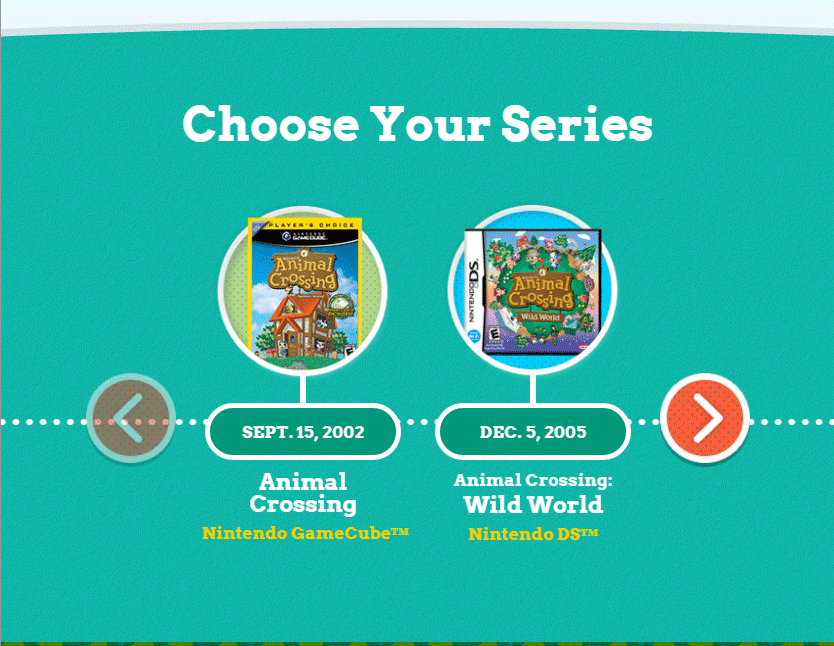 Choose Your Series
PLAYER'S CHOICE
NINTENDO
GAMECUBE
Animal
Crossing
E
NINTENDO DS
Animal
Crossing
Wild World
E
SEPT. 15, 2002
DEC. 5, 2005
Animal
Crossing
Nintendo GameCube™
Animal Crossing:
Wild World
Nintendo DS™